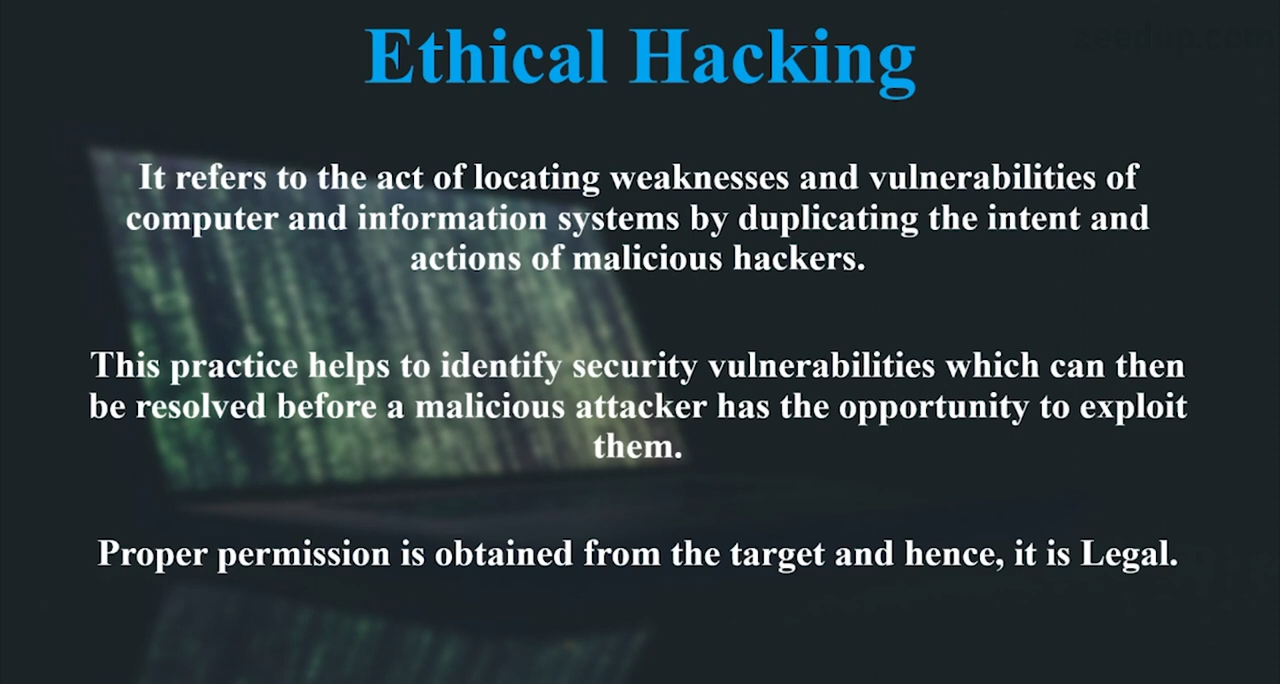 Ethical Hacking
It refers to the act of locating weaknesses and vulnerabilities of
computer and information systems by duplicating the intent and
actions of malicious hackers.
This practice helps to identify security vulnerabilities which can then
be resolved before a malicious attacker has the opportunity to exploit
them.
Proper permission is obtained from the target and hence, it is Legal.